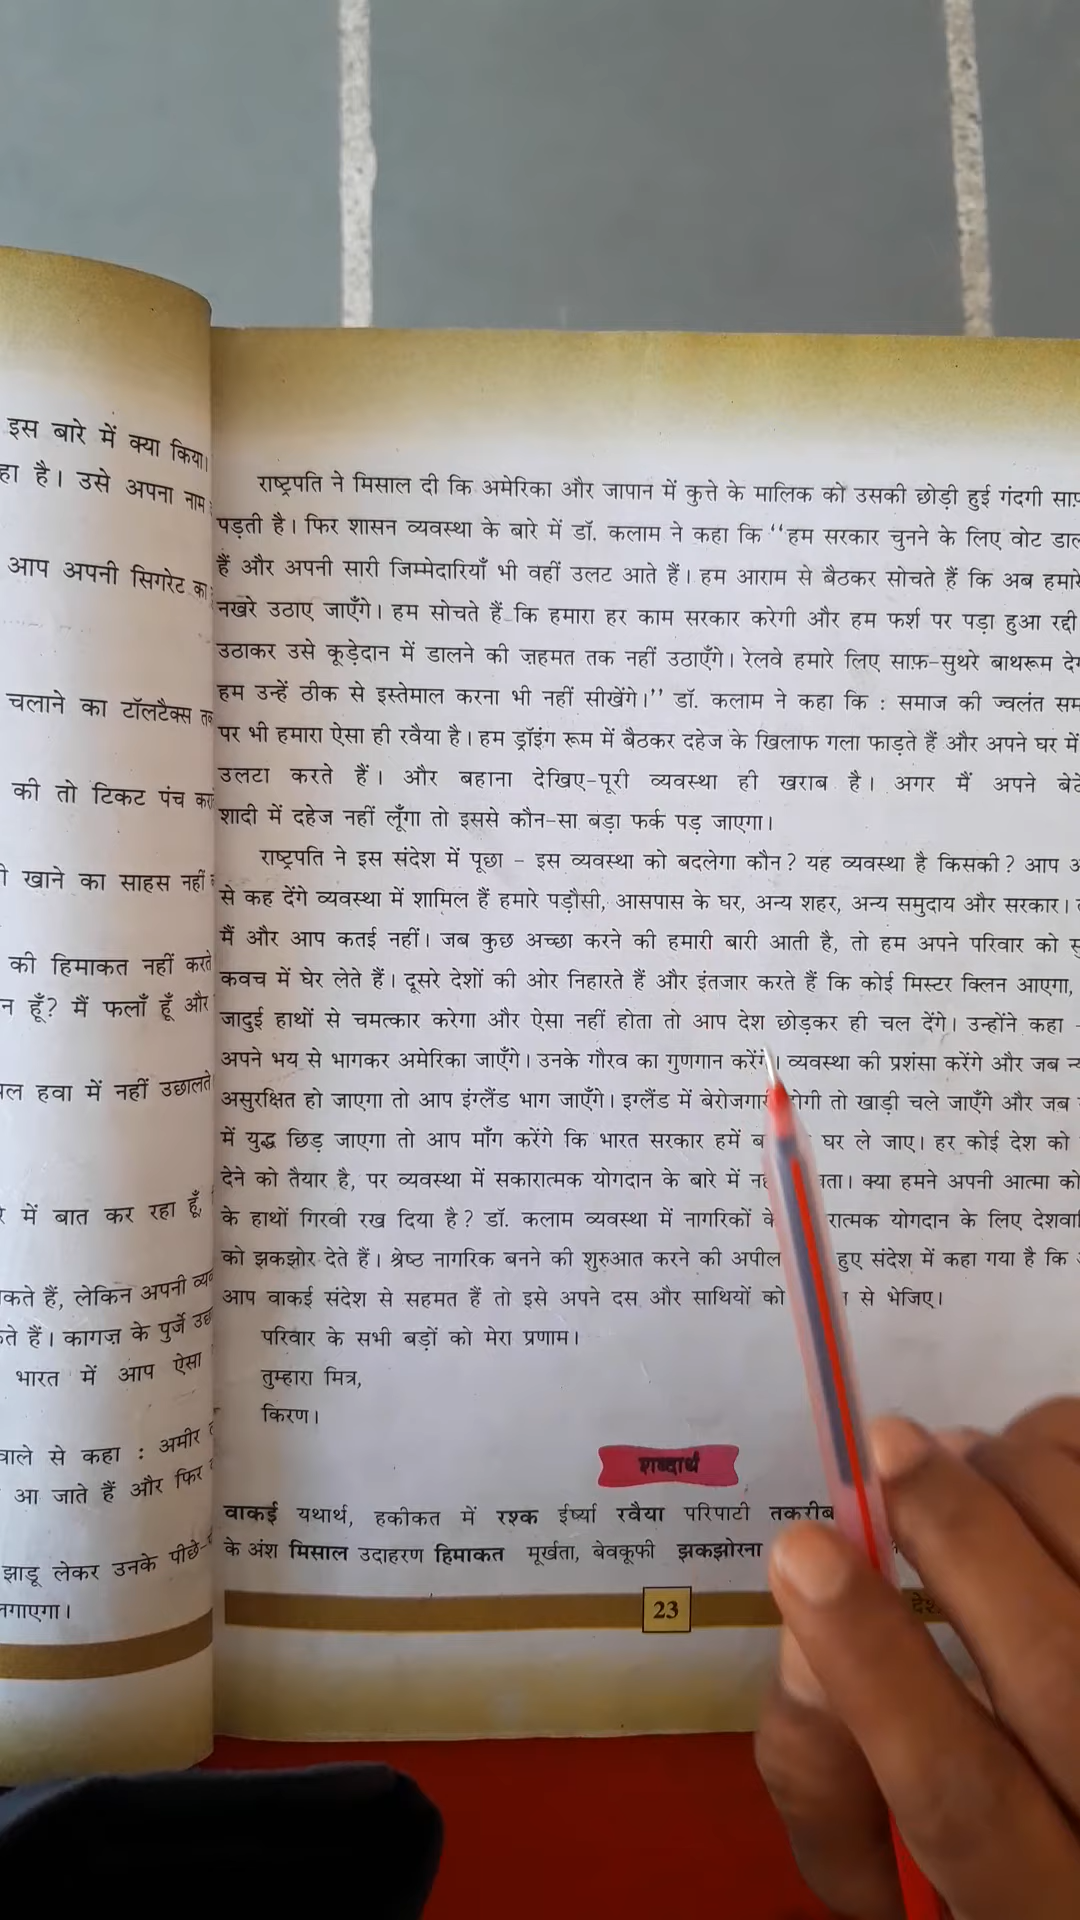 इस बारे में क्या किया।
हा है। उसे अपना नाम
आप अपनी सिगरेट का
चलाने का टॉलटैक्स
की तो टिकट पंच
खाने का साहस नहीं
की हिमाकत नहीं करते
न हूँ? मैं फलाँ हूँ और
हवा में नहीं उछालते
में बात कर रहा हूँ,
कते हैं, लेकिन अपनी
ते हैं। कागज़ के पुर्जे
भारत में आप ऐसा
वाले से कहा : अमीर
आ जाते हैं और फिर
झाडू लेकर उनके पीछे-
लगाएगा।
राष्ट्रपति ने मिसाल दी कि अमेरिका और जापान में कुत्ते के मालिक को उसकी छोड़ी हुई गंदगी
पड़ती है। फिर शासन व्यवस्था के बारे में डॉ. कलाम ने कहा कि ‘‘हम सरकार चुनने के लिए वोट
हैं और अपनी सारी जिम्मेदारियाँ भी वहीं उलट आते हैं। हम आराम से बैठकर सोचते हैं कि अब हमारे
नखरे उठाए जाएँगे। हम सोचते हैं कि हमारा हर काम सरकार करेगी और हम फर्श पर पड़ा हुआ रद्दी
उठाकर उसे कूड़ेदान में डालने की ज़हमत तक नहीं उठाएँगे। रेलवे हमारे लिए साफ़-सुथरे बाथरूम
हम उन्हें ठीक से इस्तेमाल करना भी नहीं सीखेंगे।’’ डॉ. कलाम ने कहा कि : समाज की ज्वलंत
पर भी हमारा ऐसा ही रवैया है। हम ड्रॉइंग रूम में बैठकर दहेज के खिलाफ गला फाड़ते हैं और अपने घर में
उलटा करते हैं। और बहाना देखिए-पूरी व्यवस्था ही खराब है। अगर मैं अपने
शादी में दहेज नहीं लूँगा तो इससे कौन-सा बड़ा फर्क पड़ जाएगा।
राष्ट्रपति ने इस संदेश में पूछा - इस व्यवस्था को बदलेगा कौन? यह व्यवस्था है किसकी? आप
से कह देंगे व्यवस्था में शामिल हैं हमारे पड़ौसी, आसपास के घर, अन्य शहर, अन्य समुदाय और सरकार।
मैं और आप कतई नहीं। जब कुछ अच्छा करने की हमारी बारी आती है, तो हम अपने परिवार को
कवच में घेर लेते हैं। दूसरे देशों की ओर निहारते हैं और इंतजार करते हैं कि कोई मिस्टर क्लिन आएगा,
जादुई हाथों से चमत्कार करेगा और ऐसा नहीं होता तो आप देश छोड़कर ही चल देंगे। उन्होंने कहा -
अपने भय से भागकर अमेरिका जाएँगे। उनके गौरव का गुणगान करेंगे। व्यवस्था की प्रशंसा करेंगे और जब
असुरक्षित हो जाएगा तो आप इंग्लैंड भाग जाएँगे। इग्लैंड में बेरोजगारी होगी तो खाड़ी चले जाएँगे और जब
में युद्ध छिड़ जाएगा तो आप माँग करेंगे कि भारत सरकार हमें घर ले जाए। हर कोई देश को
देने को तैयार है, पर व्यवस्था में सकारात्मक योगदान के बारे में क्या हमने अपनी आत्मा को
के हाथों गिरवी रख दिया है? डॉ. कलाम व्यवस्था में नागरिकों के रात्मक योगदान के लिए
को झकझोर देते हैं। श्रेष्ठ नागरिक बनने की शुरुआत करने की अपील हुए संदेश में कहा गया है कि
आप वाकई संदेश से सहमत हैं तो इसे अपने दस और साथियों को से भेजिए।
परिवार के सभी बड़ों को मेरा प्रणाम।
तुम्हारा मित्र,
किरण।
शब्दार्थ
वाकई यथार्थ, हकीकत में रश्क ईर्ष्या रवैया परिपाटी तकरीब
के अंश मिसाल उदाहरण हिमाकत मूर्खता, बेवकूफी झकझोरना
23